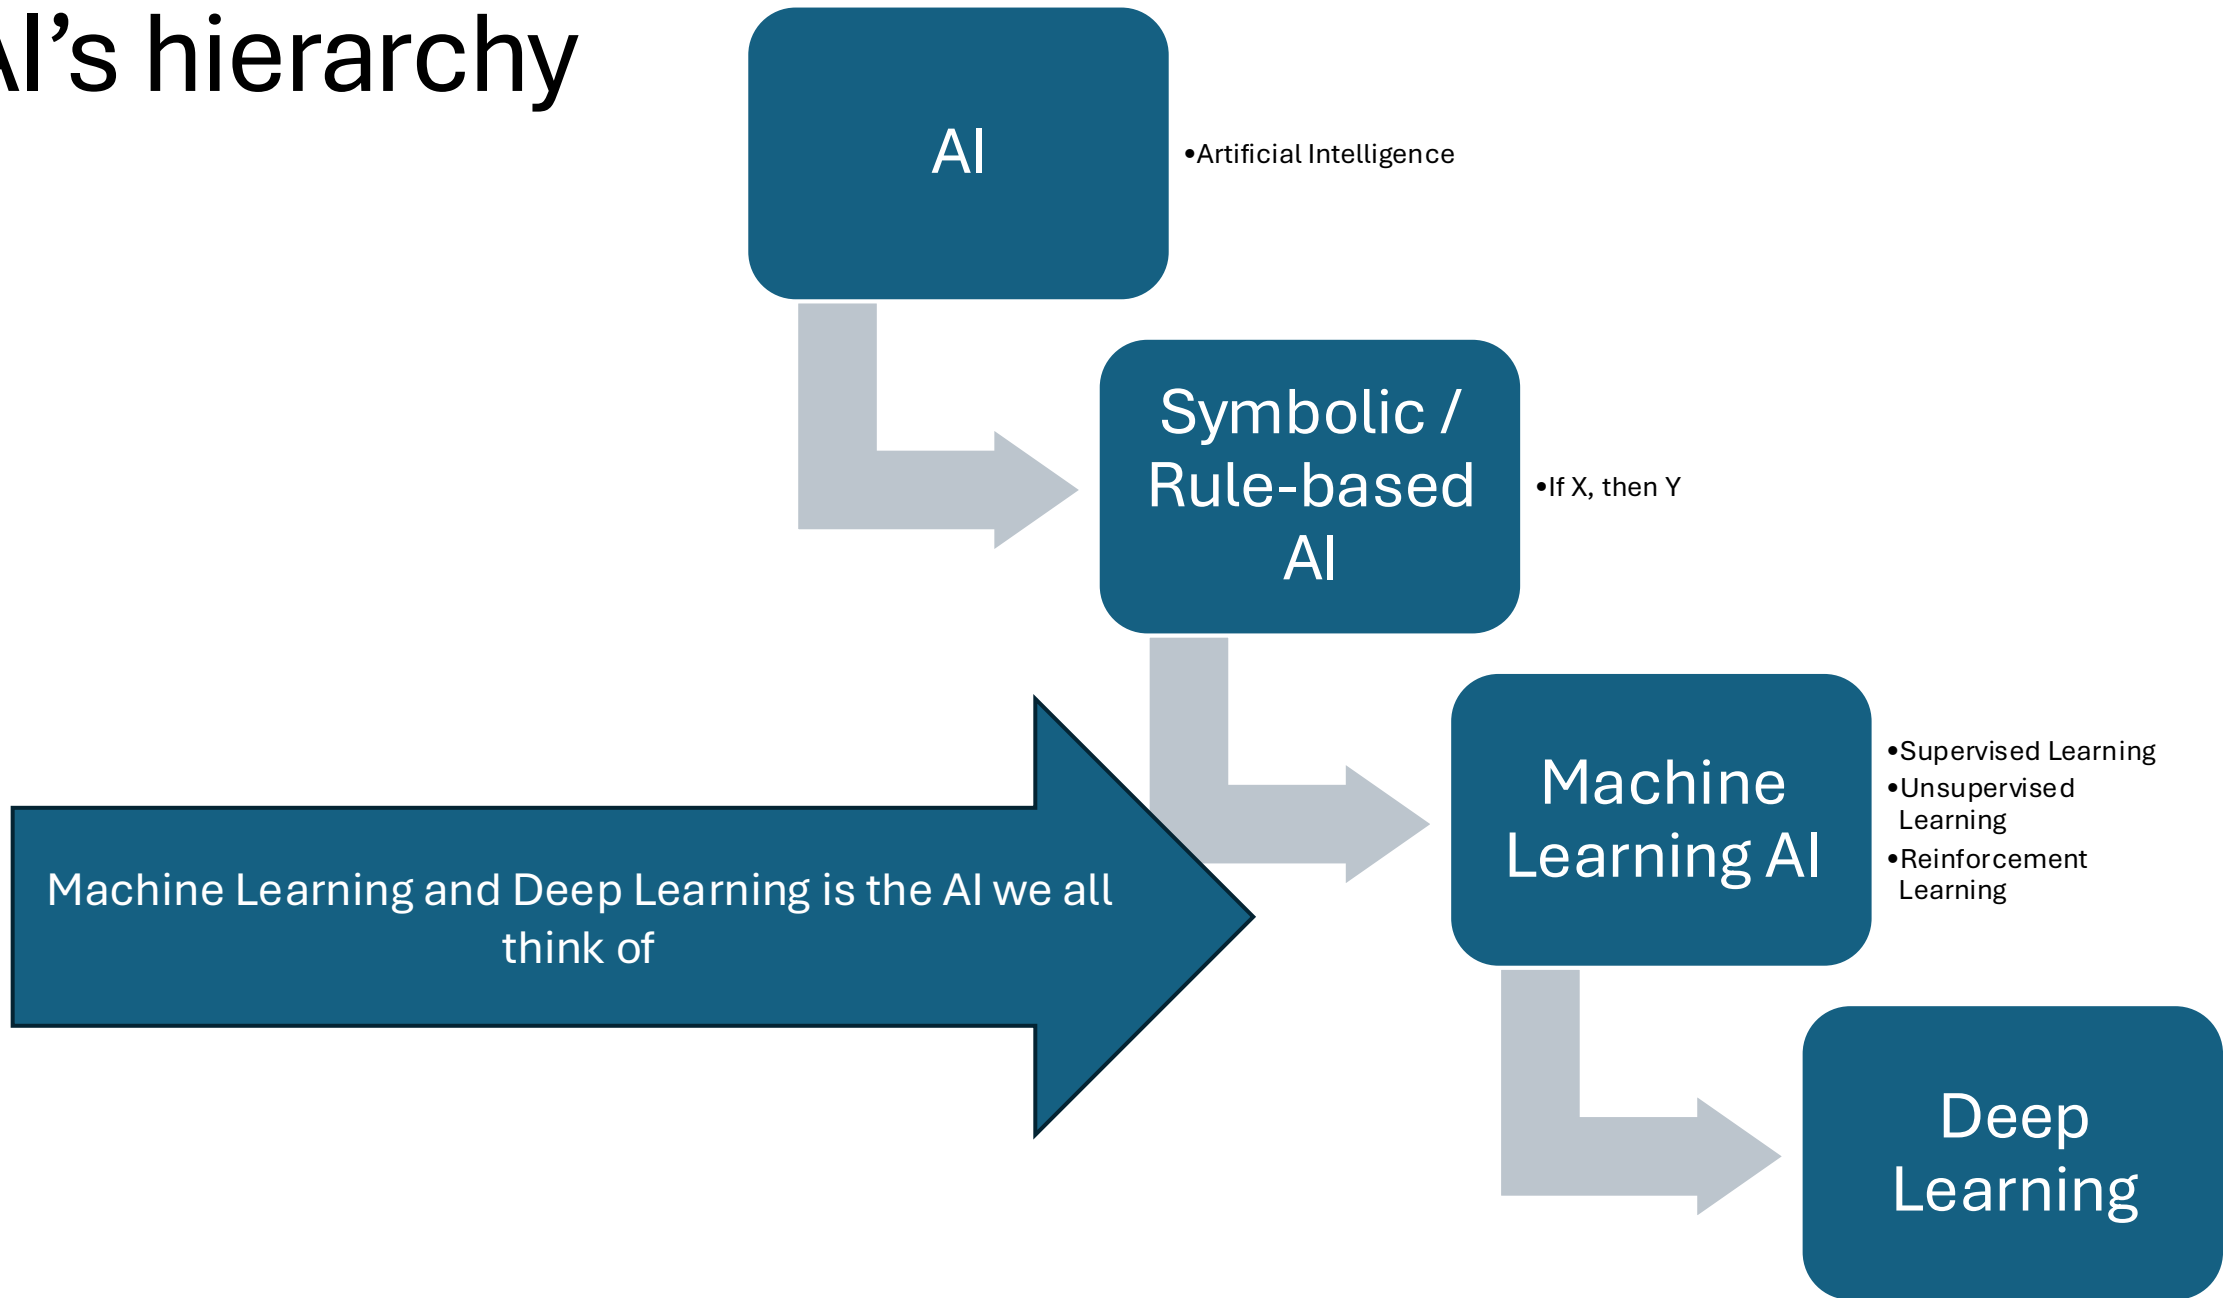 AI's hierarchy
AI
•Artificial Intelligence
Symbolic /
Rule-based
AI
•If X, then Y
Machine
Learning AI
•Supervised Learning
•Unsupervised
Learning
•Reinforcement
Learning
Machine Learning and Deep Learning is the AI we all
think of
Deep
Learning